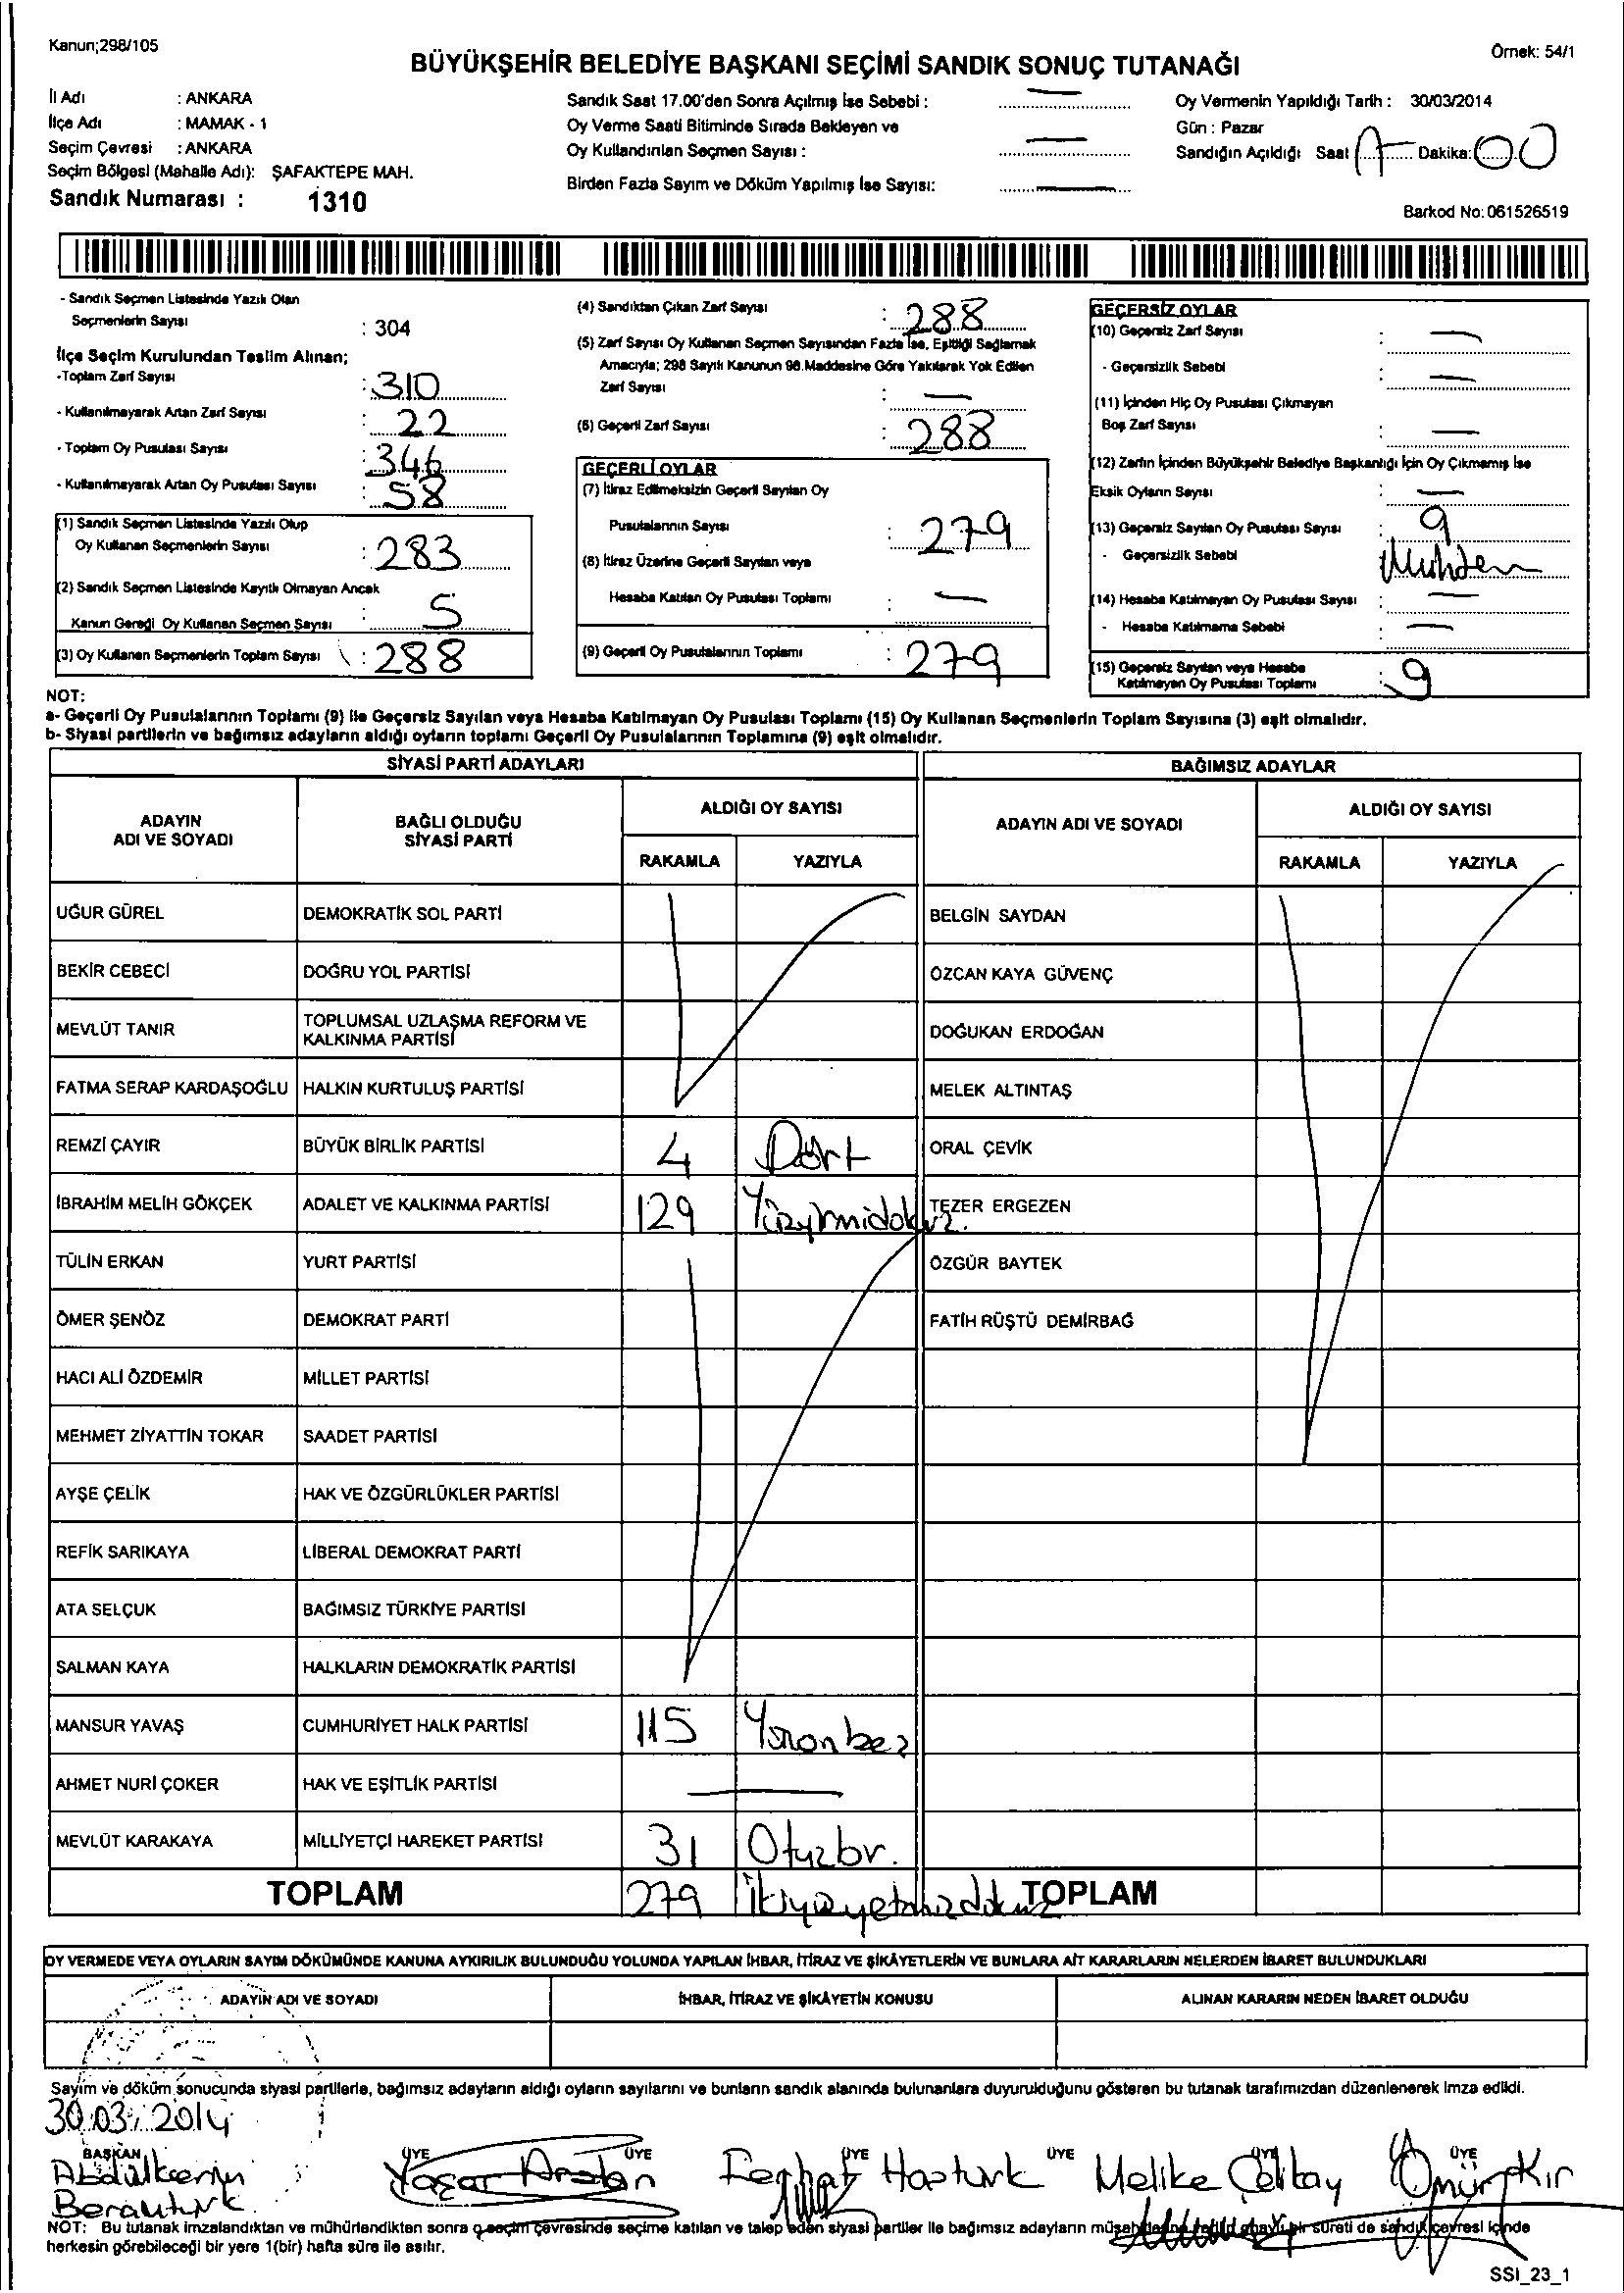 Kanun;298/105
Örnek: 54/1
BÜYÜKŞEHİR BELEDİYE BAŞKANI SEÇİMİ SANDIK SONUÇ TUTANAĞI
İl Adı : ANKARA
İlçe Adı : MAMAK - 1
Seçim Çevresi : ANKARA
Seçim Bölgesi (Mahalle Adı): ŞAFAKTEPE MAH.
Sandık Numarası : 1310
Sandık Saat 17.00'den Sonra Açılmış İse Sebebi : —
Oy Verme Saati Bitiminde Sırada Bekleyen ve
Oy Kullandırılan Seçmen Sayısı : —
Birden Fazla Sayım ve Döküm Yapılmış İse Sayısı: —
Oy Vermenin Yapıldığı Tarih : 30/03/2014
Gün : Pazar
Sandığın Açıldığı Saat 17 Dakika: 00
Barkod No: 061526519
- Sandık Seçmen Listesinde Yazılı Olan
Seçmenlerin Sayısı : 304
İlçe Seçim Kurulundan Teslim Alınan;
-Toplam Zarf Sayısı : 310
- Kullanılmayarak Artan Zarf Sayısı : 22
- Toplam Oy Pusulası Sayısı : 346
- Kullanılmayarak Artan Oy Pusulası Sayısı : 58
(1) Sandık Seçmen Listesinde Yazılı Olup
Oy Kullanan Seçmenlerin Sayısı : 283
(2) Sandık Seçmen Listesinde Kayıtlı Olmayan Ancak
Kanun Gereği Oy Kullanan Seçmen Sayısı : 5
(3) Oy Kullanan Seçmenlerin Toplam Sayısı : 288
(4) Sandıktan Çıkan Zarf Sayısı : 288
(5) Zarf Sayısı Oy Kullanan Seçmen Sayısından Fazla İse, Eşitliği Sağlamak
Amacıyla; 298 Sayılı Kanunun 98.Maddesine Göre Yakılarak Yok Edilen
Zarf Sayısı : —
(6) Geçerli Zarf Sayısı : 288
GEÇERLİ OYLAR
(7) İtiraz Edilmeksizin Geçerli Sayılan Oy
Pusulalarının Sayısı : 279
(8) İtiraz Üzerine Geçerli Sayılan veya
Hesaba Katılan Oy Pusulası Toplamı : —
(9) Geçerli Oy Pusulalarının Toplamı : 279
GEÇERSİZ OYLAR
(10) Geçersiz Zarf Sayısı : —
- Geçersizlik Sebebi : —
(11) İçinden Hiç Oy Pusulası Çıkmayan
Boş Zarf Sayısı : —
(12) Zarfın İçinden Büyükşehir Belediye Başkanlığı İçin Oy Çıkmamış İse
Eksik Oyların Sayısı : —
(13) Geçersiz Sayılan Oy Pusulası Sayısı : 9
- Geçersizlik Sebebi :
(14) Hesaba Katılmayan Oy Pusulası Sayısı : —
- Hesaba Katılmama Sebebi : —
(15) Geçersiz Sayılan veya Hesaba
Katılmayan Oy Pusulası Toplamı : 9
NOT:
a- Geçerli Oy Pusulalarının Toplamı (9) ile Geçersiz Sayılan veya Hesaba Katılmayan Oy Pusulası Toplamı (15) Oy Kullanan Seçmenlerin Toplam Sayısına (3) eşit olmalıdır.
b- Siyasi partilerin ve bağımsız adayların aldığı oyların toplamı Geçerli Oy Pusulalarının Toplamına (9) eşit olmalıdır.
SİYASİ PARTİ ADAYLARI
ADAYIN ADI VE SOYADI BAĞLI OLDUĞU SİYASİ PARTİ ALDIĞI OY SAYISI
RAKAMLA YAZIYLA
UĞUR GÜREL DEMOKRATİK SOL PARTİ
BEKİR CEBECİ DOĞRU YOL PARTİSİ
MEVLÜT TANIR TOPLUMSAL UZLAŞMA REFORM VE KALKINMA PARTİSİ
FATMA SERAP KARDAŞOĞLU HALKIN KURTULUŞ PARTİSİ
REMZİ ÇAYIR BÜYÜK BİRLİK PARTİSİ 4 Dört
İBRAHİM MELİH GÖKÇEK ADALET VE KALKINMA PARTİSİ 129 Yüzyirmidokuz.
TÜLİN ERKAN YURT PARTİSİ
ÖMER ŞENÖZ DEMOKRAT PARTİ
HACI ALİ ÖZDEMİR MİLLET PARTİSİ
MEHMET ZİYATTİN TOKAR SAADET PARTİSİ
AYŞE ÇELİK HAK VE ÖZGÜRLÜKLER PARTİSİ
REFİK SARIKAYA LİBERAL DEMOKRAT PARTİ
ATA SELÇUK BAĞIMSIZ TÜRKİYE PARTİSİ
SALMAN KAYA HALKLARIN DEMOKRATİK PARTİSİ
MANSUR YAVAŞ CUMHURİYET HALK PARTİSİ 115 Yüzonbeş
AHMET NURİ ÇOKER HAK VE EŞİTLİK PARTİSİ —
MEVLÜT KARAKAYA MİLLİYETÇİ HAREKET PARTİSİ 31 Otuzbir.
TOPLAM 279 İkiyüzyetmişdokuz
BAĞIMSIZ ADAYLAR
ADAYIN ADI VE SOYADI ALDIĞI OY SAYISI
RAKAMLA YAZIYLA
BELGİN SAYDAN
ÖZCAN KAYA GÜVENÇ
DOĞUKAN ERDOĞAN
MELEK ALTINTAŞ
ORAL ÇEVİK
TEZER ERGEZEN
ÖZGÜR BAYTEK
FATİH RÜŞTÜ DEMİRBAĞ
TOPLAM
OY VERMEDE VEYA OYLARIN SAYIM DÖKÜMÜNDE KANUNA AYKIRILIK BULUNDUĞU YOLUNDA YAPILAN İHBAR, İTİRAZ VE ŞİKÂYETLERİN VE BUNLARA AİT KARARLARIN NELERDEN İBARET BULUNDUKLARI
ADAYIN ADI VE SOYADI İHBAR, İTİRAZ VE ŞİKÂYETİN KONUSU ALINAN KARARIN NEDEN İBARET OLDUĞU
Sayım ve döküm sonucunda siyasi partilerle, bağımsız adayların aldığı oyların sayılarını ve bunların sandık alanında bulunanlara duyurulduğunu gösteren bu tutanak tarafımızdan düzenlenerek imza edildi.
30.03.2014
BAŞKAN ÜYE ÜYE ÜYE ÜYE ÜYE ÜYE
Abdülkerim Yaşar Arslan Ferhat Hastürk Melike Çelikay Ömür Kır
NOT: Bu tutanak imzalandıktan ve mühürlendikten sonra o seçim çevresinde seçime katılan ve talep eden siyasi partiler ile bağımsız adayların müşahitlerine tasdik onaylı bir sureti de sandık çevresi içinde
herkesin görebileceği bir yere 1(bir) hafta süre ile asılır.
SSI_23_1